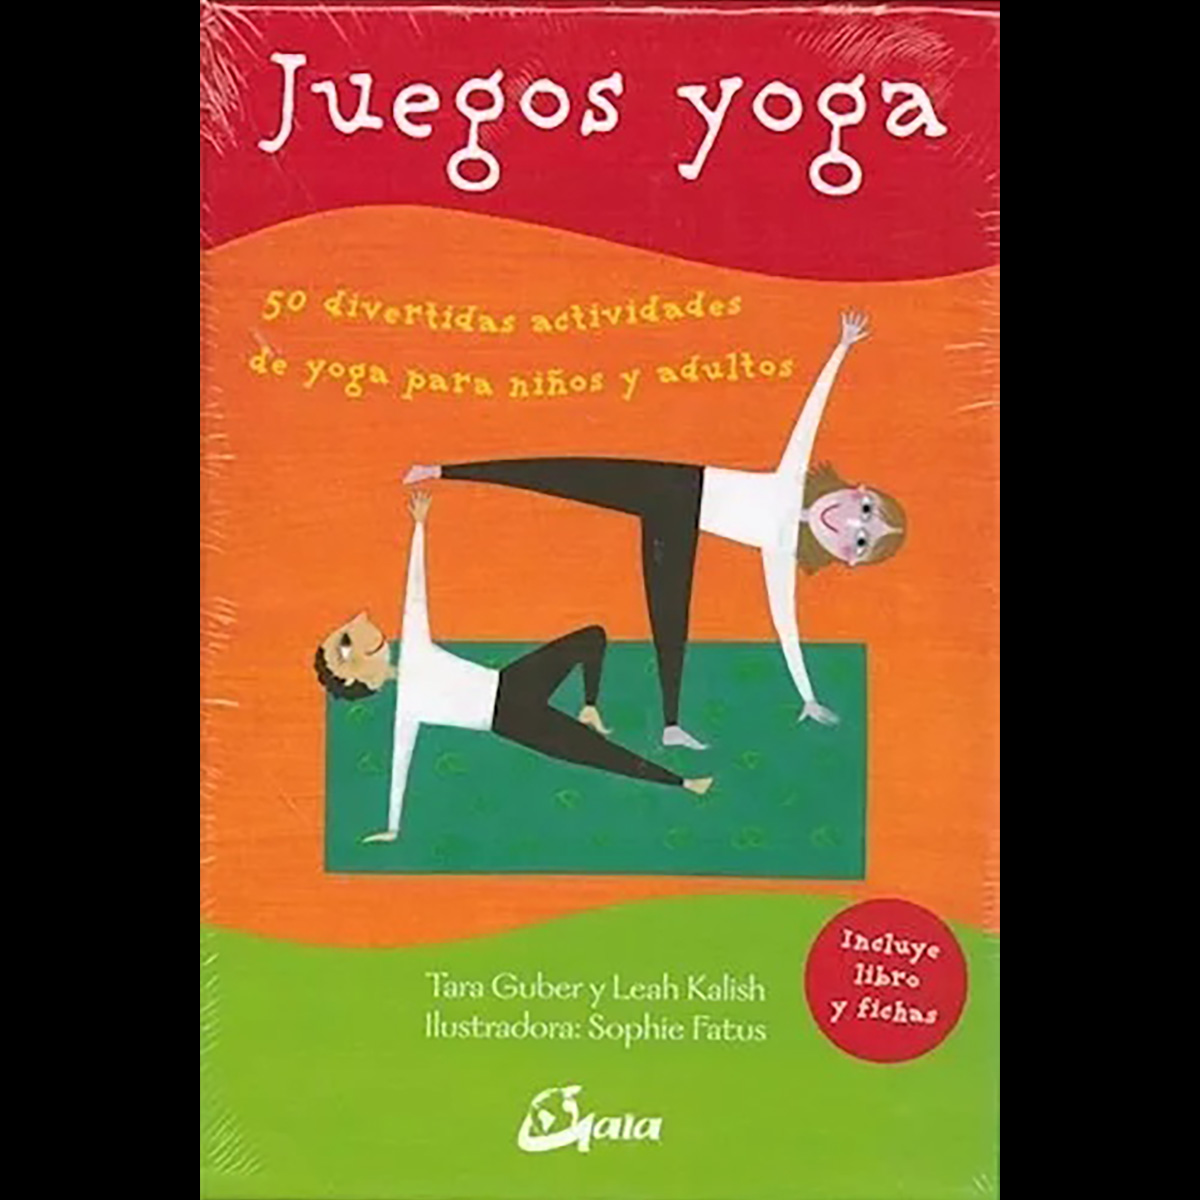 Juegos yoga
50 divertidas actividades
de yoga para niños y adultos
Incluye
libro
y fichas
Tara Guber y Leah Kalish
Ilustradora: Sophie Fatus
Gaia